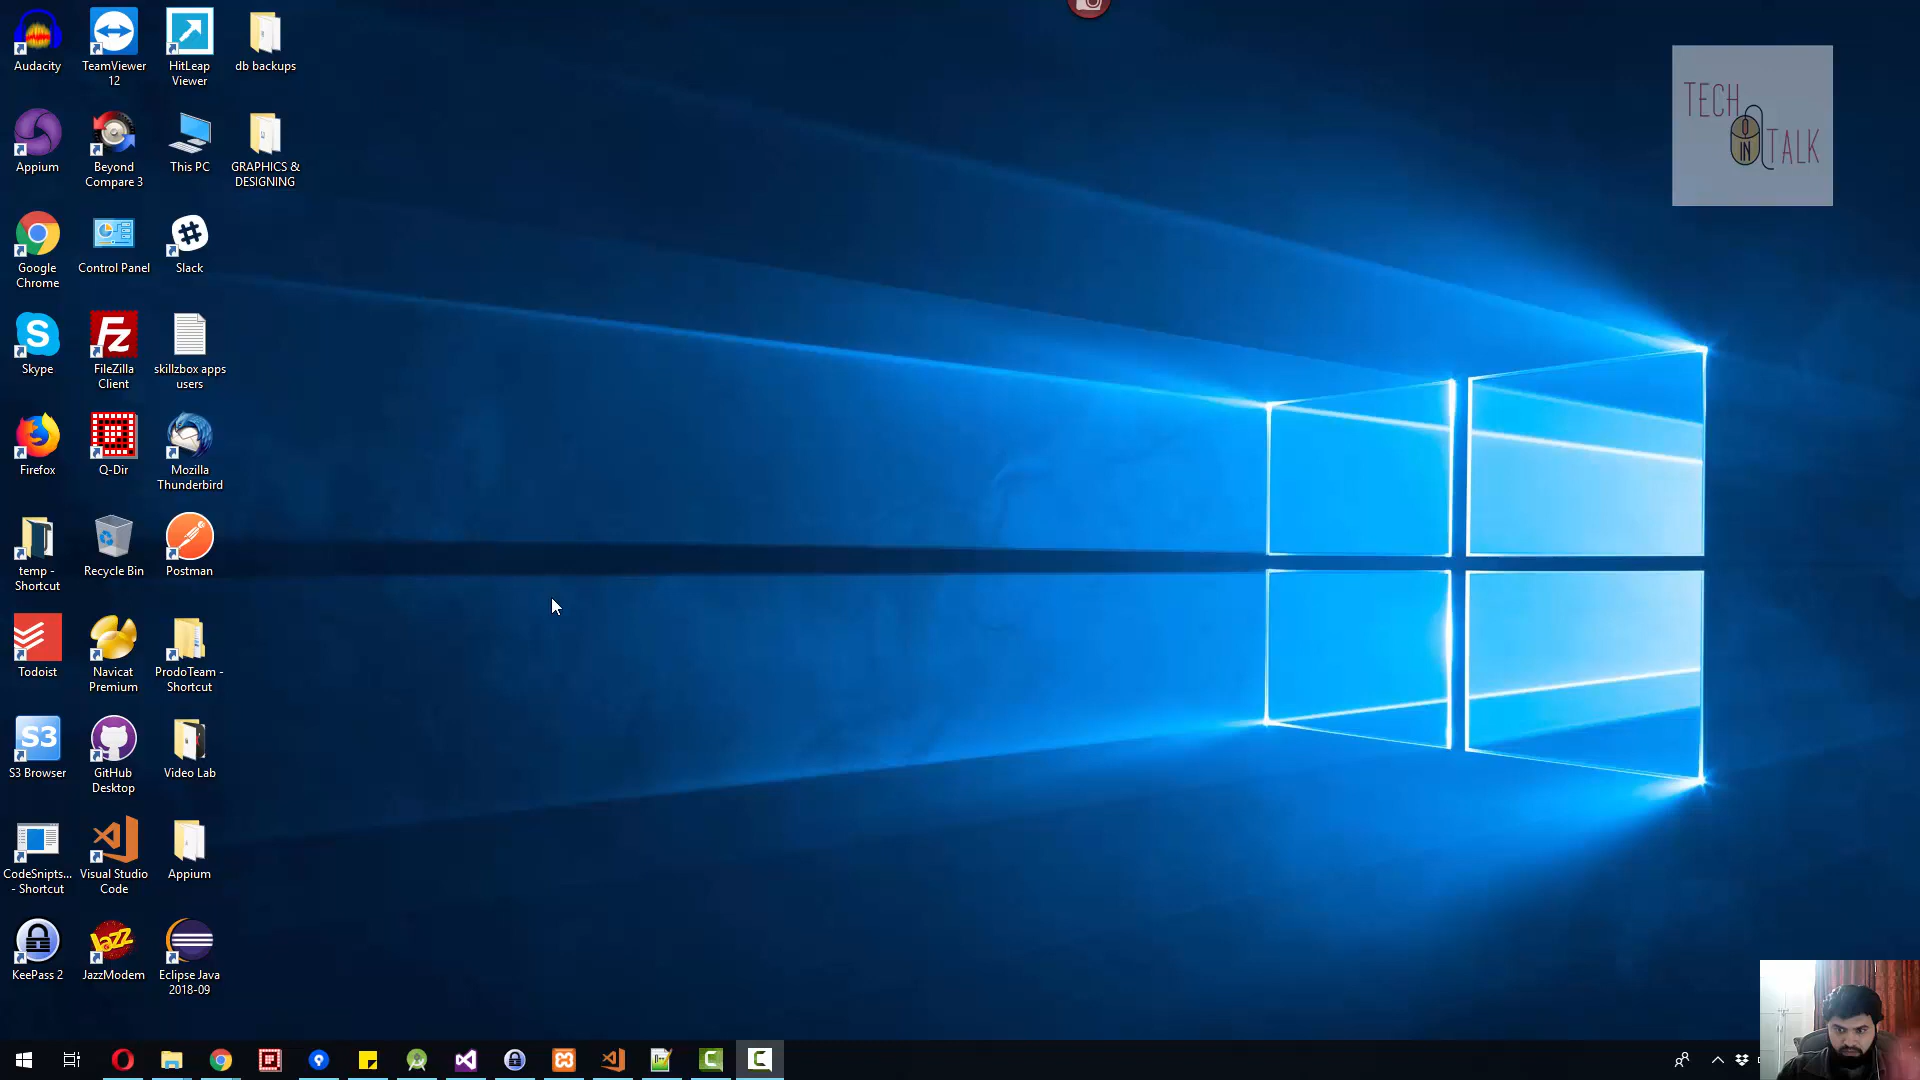 Audacity
TeamViewer
12
HitLeap
Viewer
db backups
TECH
IN
TALK
Appium
Beyond
Compare 3
This PC
GRAPHICS &
DESIGNING
Google
Chrome
Control Panel
Slack
Skype
FileZilla
Client
skillzbox apps
users
Firefox
Q-Dir
Mozilla
Thunderbird
temp -
Shortcut
Recycle Bin
Postman
Todoist
Navicat
Premium
ProdoTeam -
Shortcut
S3
S3 Browser
GitHub
Desktop
Video Lab
CodeSnipts...
- Shortcut
Visual Studio
Code
Appium
KeePass 2
Jazz
JazzModem
Eclipse Java
2018-09